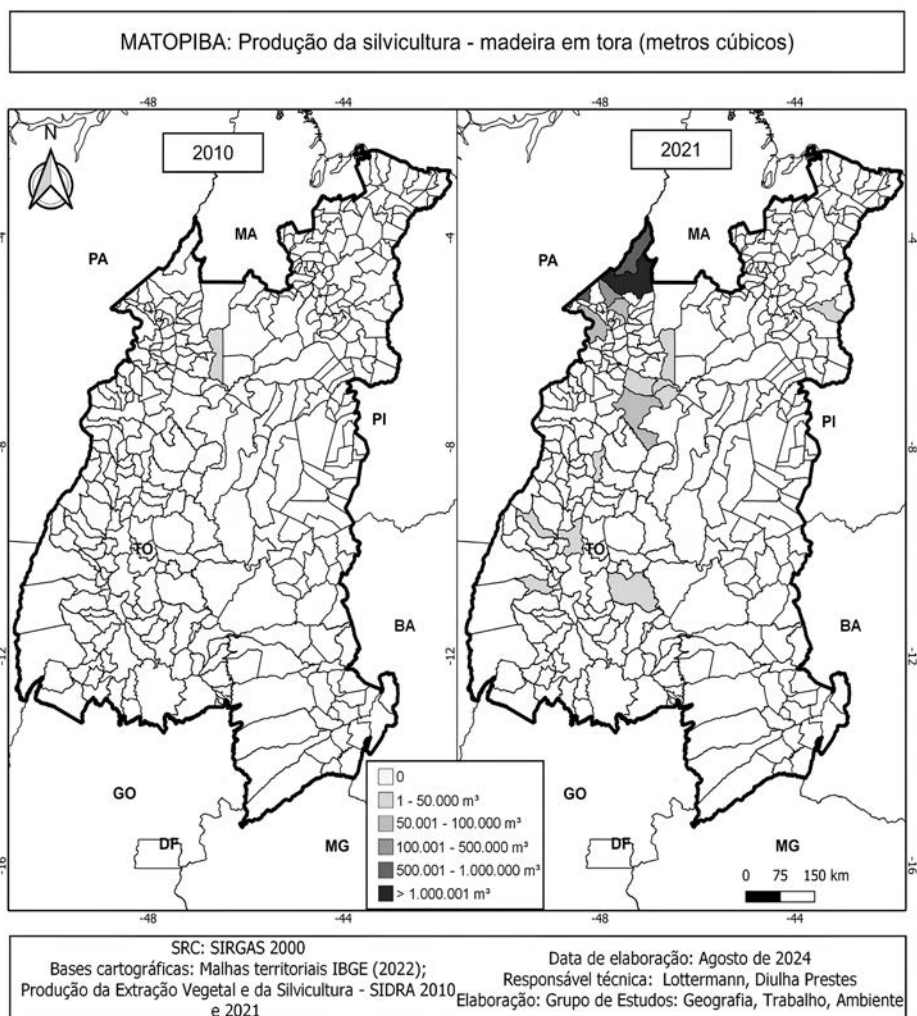 MATOPIBA: Produção da silvicultura - madeira em tora (metros cúbicos)
-48
-44
-48
-44
N
2010
2021
-4
-4
PA
MA
PA
MA
PI
PI
-8
-8
TO
TO
BA
BA
-12
-12
GO
GO
DF
DF
MG
MG
-16
-16
0
1 - 50.000 m³
50.001 - 100.000 m³
100.001 - 500.000 m³
500.001 - 1.000.000 m³
> 1.000.001 m³
0 75 150 km
-48
-44
-48
-44
SRC: SIRGAS 2000
Bases cartográficas: Malhas territoriais IBGE (2022);
Produção da Extração Vegetal e da Silvicultura - SIDRA 2010
e 2021
Data de elaboração: Agosto de 2024
Responsável técnica: Lottermann, Diulha Prestes
Elaboração: Grupo de Estudos: Geografia, Trabalho, Ambiente